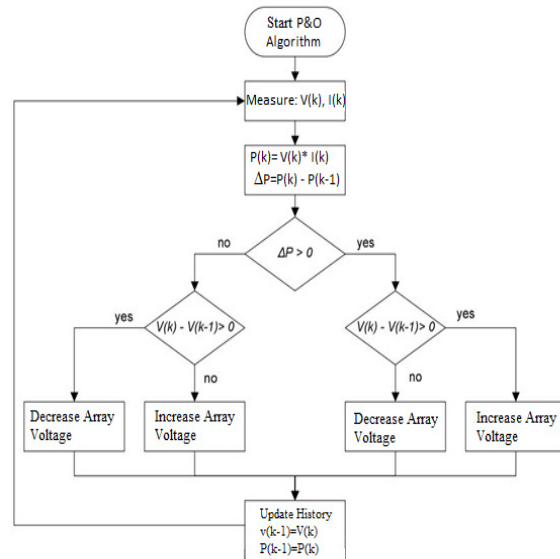 Start P&O
Algorithm
Measure: V(k), I(k)
P(k)= V(k)* I(k)
ΔP=P(k) - P(k-1)
no
ΔP > 0
yes
yes
V(k) - V(k-1)> 0
V(k) - V(k-1)> 0
yes
no
no
Decrease Array
Voltage
Increase Array
Voltage
Decrease Array
Voltage
Increase Array
Voltage
Update History
v(k-1)=V(k)
P(k-1)=P(k)